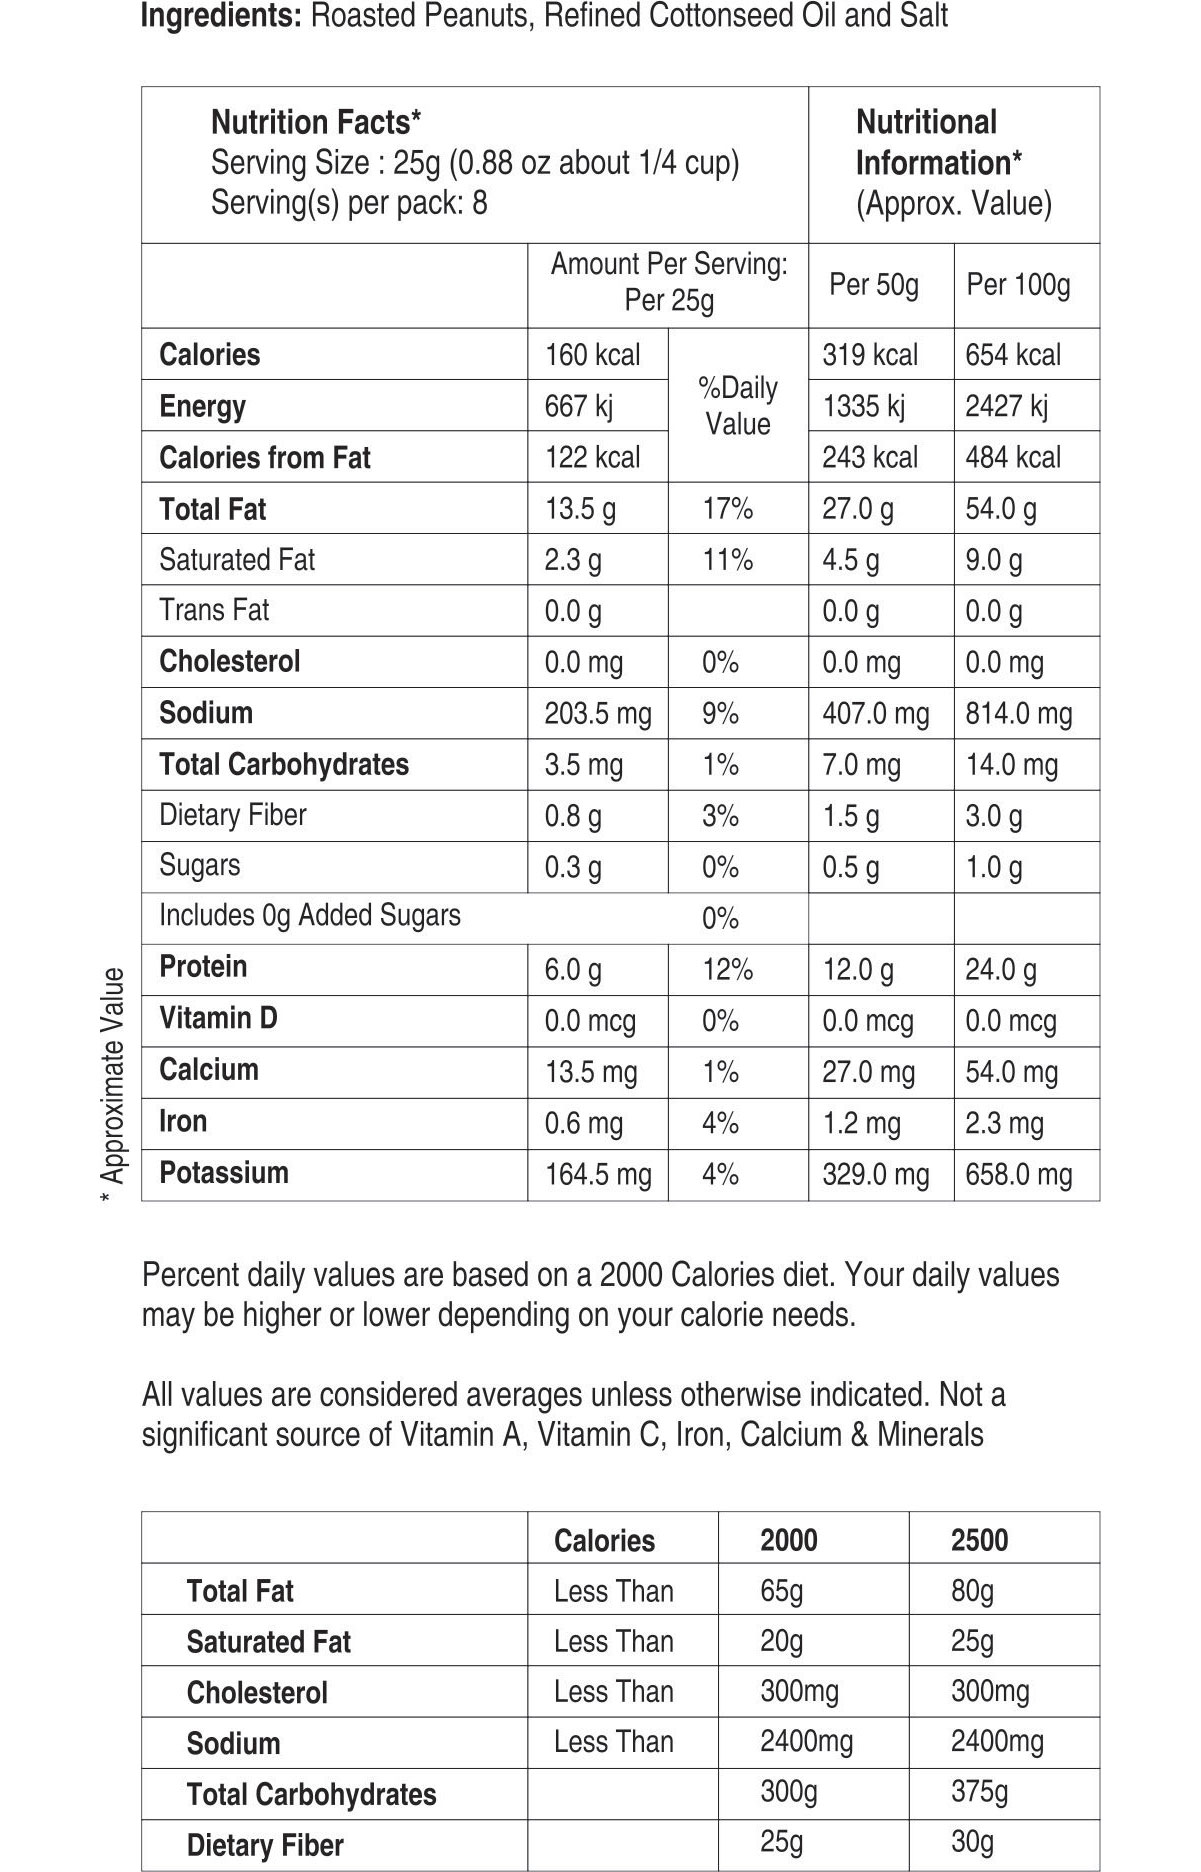 Ingredients: Roasted Peanuts, Refined Cottonseed Oil and Salt
Nutrition Facts*
Serving Size : 25g (0.88 oz about 1/4 cup)
Serving(s) per pack: 8
Nutritional
Information*
(Approx. Value)
Amount Per Serving:
Per 25g
Per 50g Per 100g
Calories 160 kcal 319 kcal 654 kcal
%Daily
Value
Energy 667 kj 1335 kj 2427 kj
Calories from Fat 122 kcal 243 kcal 484 kcal
Total Fat 13.5 g 17% 27.0 g 54.0 g
Saturated Fat 2.3 g 11% 4.5 g 9.0 g
Trans Fat 0.0 g 0.0 g 0.0 g
Cholesterol 0.0 mg 0% 0.0 mg 0.0 mg
Sodium 203.5 mg 9% 407.0 mg 814.0 mg
Total Carbohydrates 3.5 mg 1% 7.0 mg 14.0 mg
Dietary Fiber 0.8 g 3% 1.5 g 3.0 g
Sugars 0.3 g 0% 0.5 g 1.0 g
Includes 0g Added Sugars 0%
Protein 6.0 g 12% 12.0 g 24.0 g
Vitamin D 0.0 mcg 0% 0.0 mcg 0.0 mcg
Calcium 13.5 mg 1% 27.0 mg 54.0 mg
Iron 0.6 mg 4% 1.2 mg 2.3 mg
Potassium 164.5 mg 4% 329.0 mg 658.0 mg
* Approximate Value
Percent daily values are based on a 2000 Calories diet. Your daily values
may be higher or lower depending on your calorie needs.
All values are considered averages unless otherwise indicated. Not a
significant source of Vitamin A, Vitamin C, Iron, Calcium & Minerals
Calories 2000 2500
Total Fat Less Than 65g 80g
Saturated Fat Less Than 20g 25g
Cholesterol Less Than 300mg 300mg
Sodium Less Than 2400mg 2400mg
Total Carbohydrates 300g 375g
Dietary Fiber 25g 30g